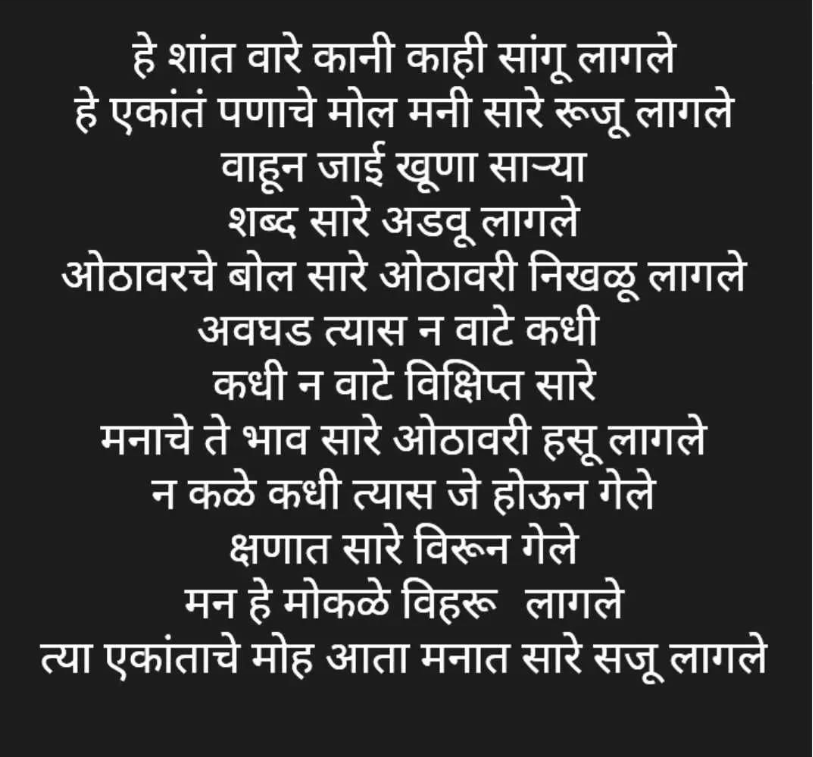 हे शांत वारे कानी काही सांगू लागले
हे एकांतं पणाचे मोल मनी सारे रूजू लागले
वाहून जाई खूणा साऱ्या
शब्द सारे अडवू लागले
ओठावरचे बोल सारे ओठावरी निखळू लागले
अवघड त्यास न वाटे कधी
कधी न वाटे विक्षिप्त सारे
मनाचे ते भाव सारे ओठावरी हसू लागले
न कळे कधी त्यास जे होऊन गेले
क्षणात सारे विरून गेले
मन हे मोकळे विहरू लागले
त्या एकांताचे मोह आता मनात सारे सजू लागले